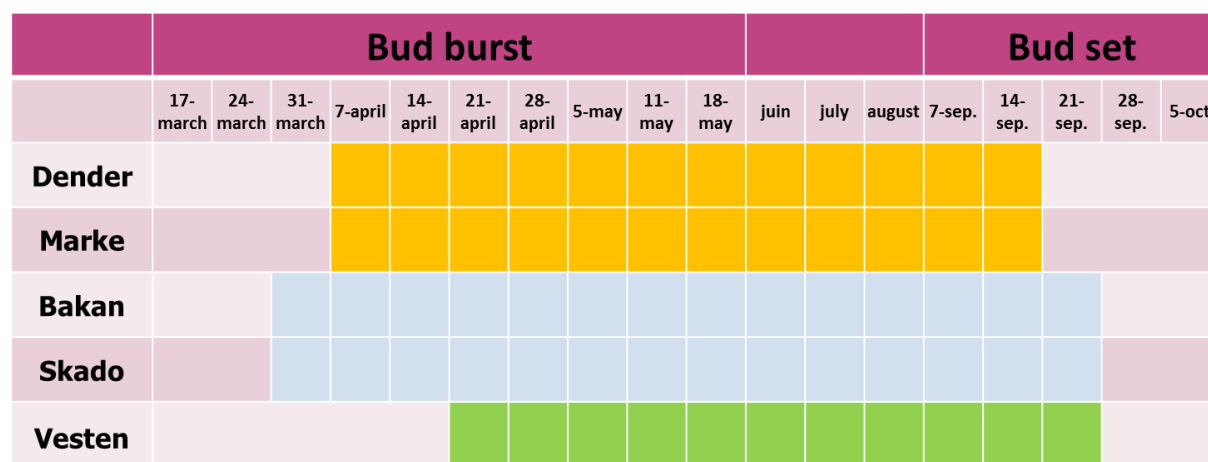 Bud burst Bud set
17-march 24-march 31-march 7-april 14-april 21-april 28-april 5-may 11-may 18-may juin july august 7-sep. 14-sep. 21-sep. 28-sep. 5-oct
Dender
Marke
Bakan
Skado
Vesten